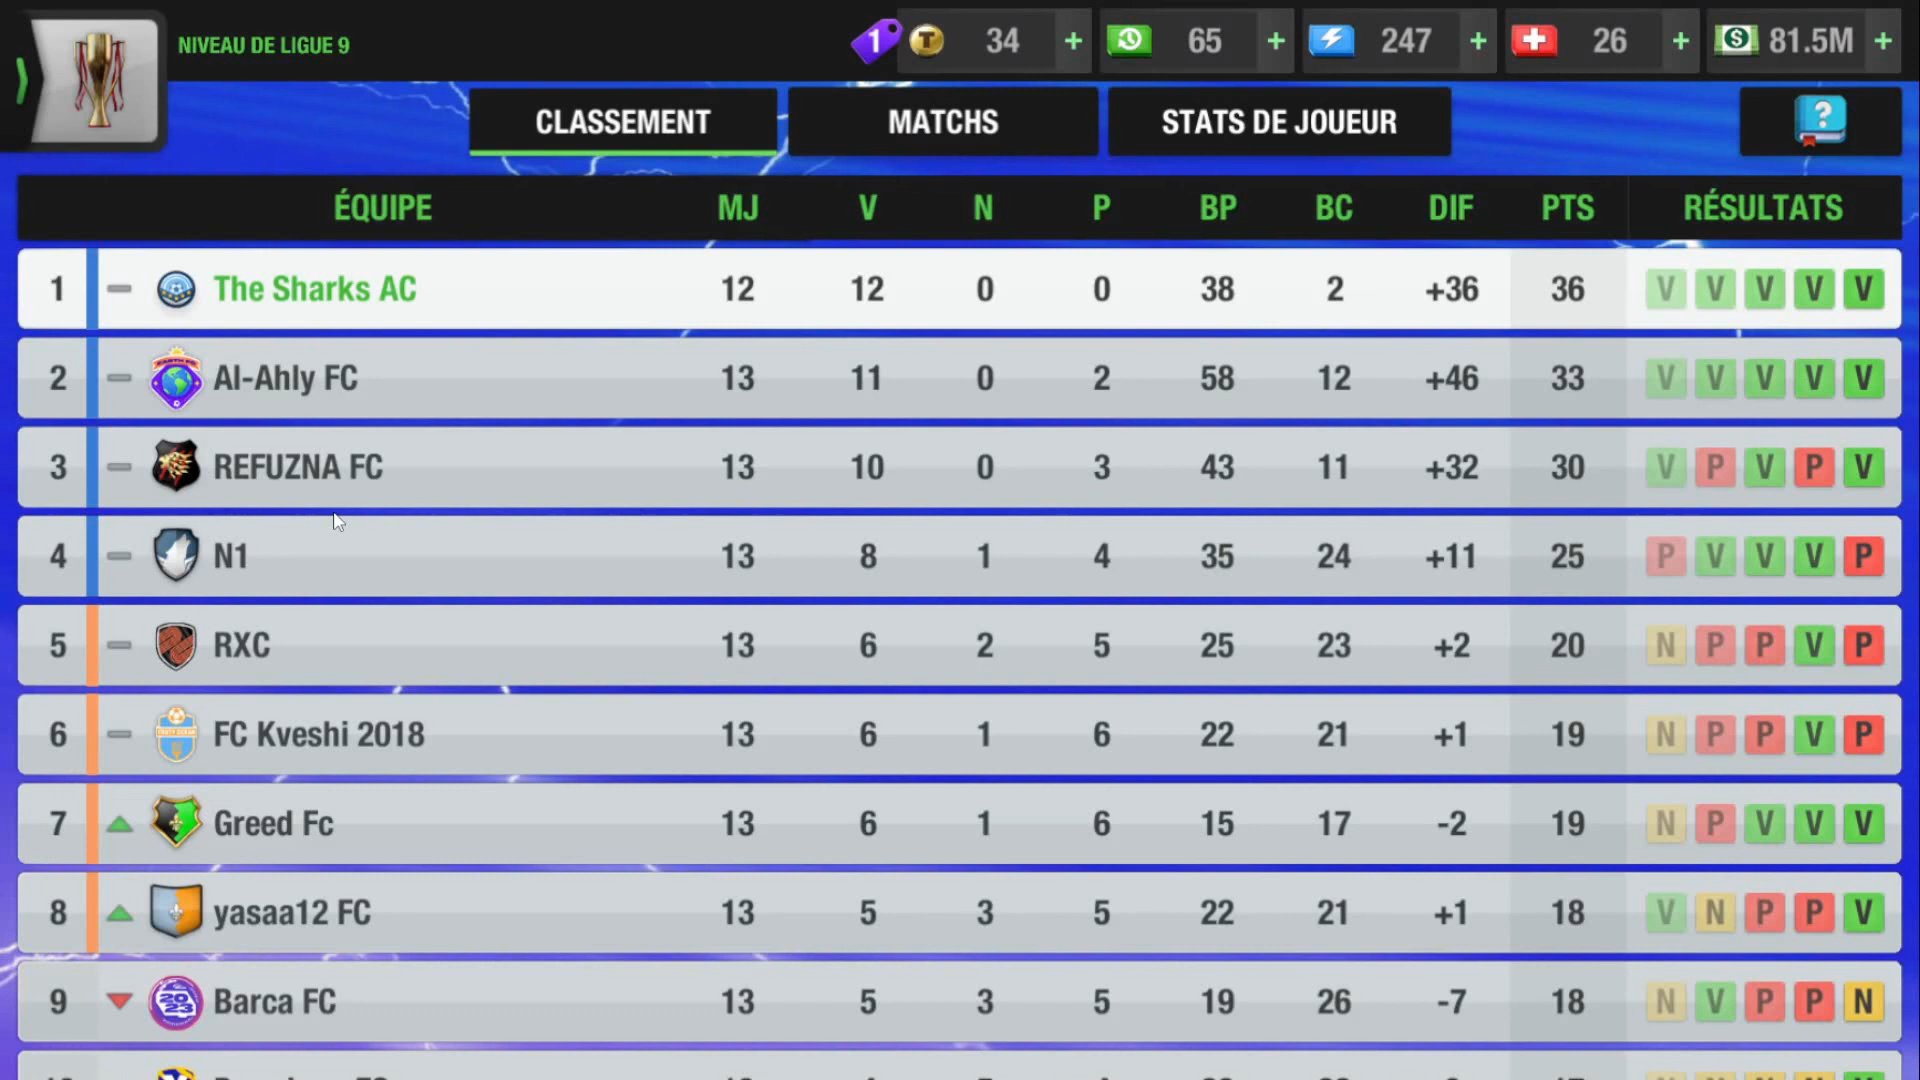 NIVEAU DE LIGUE 9
1 T 34 + 65 + 247 + 26 + $ 81.5M +
CLASSEMENT MATCHS STATS DE JOUEUR ?
ÉQUIPE MJ V N P BP BC DIF PTS RÉSULTATS
1 The Sharks AC 12 12 0 0 38 2 +36 36 V V V V V
2 Al-Ahly FC 13 11 0 2 58 12 +46 33 V V V V V
3 REFUZNA FC 13 10 0 3 43 11 +32 30 V P V P V
4 N1 13 8 1 4 35 24 +11 25 P V V V P
5 RXC 13 6 2 5 25 23 +2 20 N P P V P
6 FC Kveshi 2018 13 6 1 6 22 21 +1 19 N P P V P
7 Greed Fc 13 6 1 6 15 17 -2 19 N P V V V
8 yasaa12 FC 13 5 3 5 22 21 +1 18 V N P P V
9 2023 Barca FC 13 5 3 5 19 26 -7 18 N V P P N